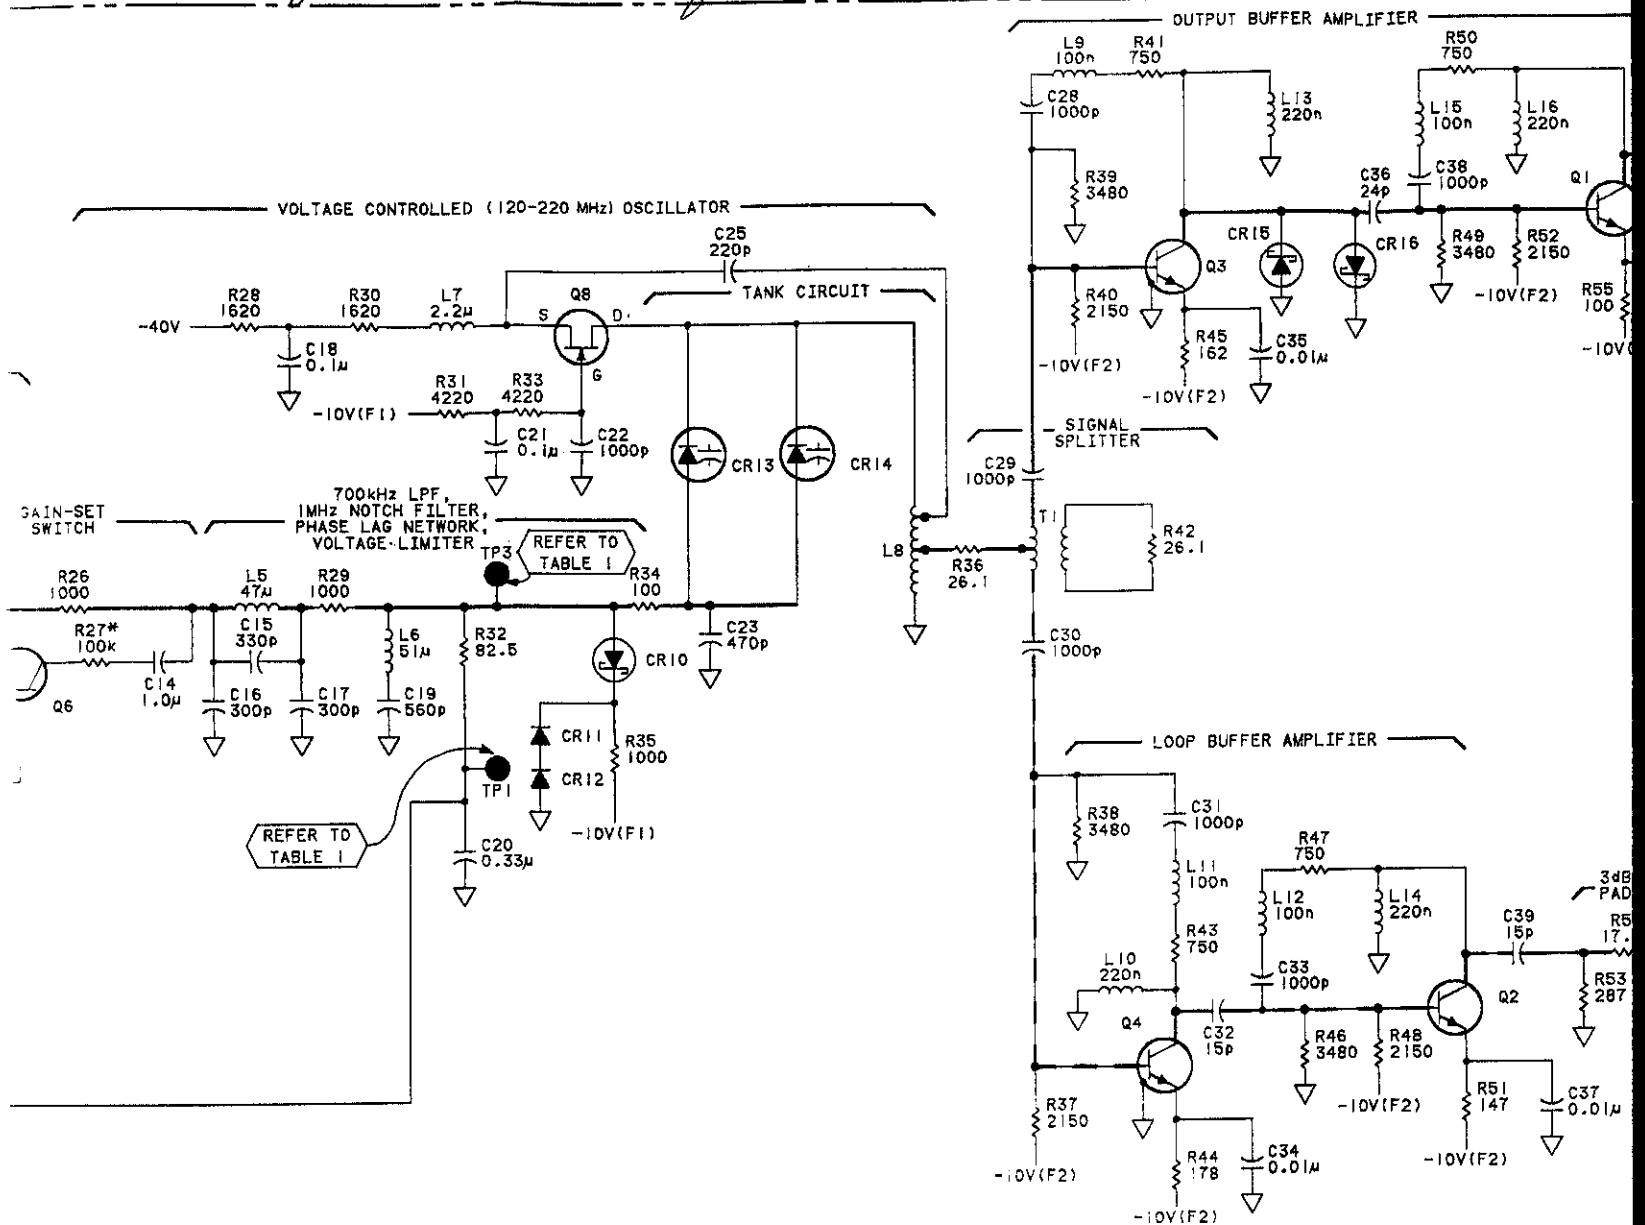 OUTPUT BUFFER AMPLIFIER
L9
100n
R41
750
R50
750
C28
1000p
L13
220n
L15
100n
L16
220n
R39
3480
C36
24p
C38
1000p
Q1
VOLTAGE CONTROLLED (120-220 MHz) OSCILLATOR
C25
220p
CR15
CR16
R49
3480
R52
2150
Q3
TANK CIRCUIT
R28
1620
R30
1620
L7
2.2µ
Q8
S
D
G
-40V
R40
2150
-10V(F2)
R55
100
C18
0.1µ
R45
162
C35
0.01µ
-10V(F2)
-10V(
R31
4220
R33
4220
-10V(F1)
-10V(F2)
C21
0.1µ
C22
1000p
CR13
CR14
SIGNAL
SPLITTER
C29
1000p
GAIN-SET
SWITCH
700kHz LPF,
1MHz NOTCH FILTER,
PHASE LAG NETWORK,
VOLTAGE-LIMITER
TP3
REFER TO
TABLE 1
T1
R42
26.1
L8
R36
26.1
R26
1000
L5
47µ
R29
1000
R34
100
R27*
100k
C15
330p
L6
51µ
R32
82.5
C23
470p
C30
1000p
CR10
Q6
C14
1.0µ
C16
300p
C17
300p
C19
560p
CR11
R35
1000
CR12
LOOP BUFFER AMPLIFIER
TP1
-10V(F1)
REFER TO
TABLE 1
C20
0.33µ
R38
3480
C31
1000p
R47
750
L11
100n
L12
100n
L14
220n
3dB
PAD
C39
15p
R5
17.
R43
750
L10
220n
C33
1000p
R53
287
Q2
Q4
C32
15p
R46
3480
R48
2150
R37
2150
-10V(F2)
R51
147
C37
0.01µ
-10V(F2)
R44
178
C34
0.01µ
-10V(F2)
-10V(F2)